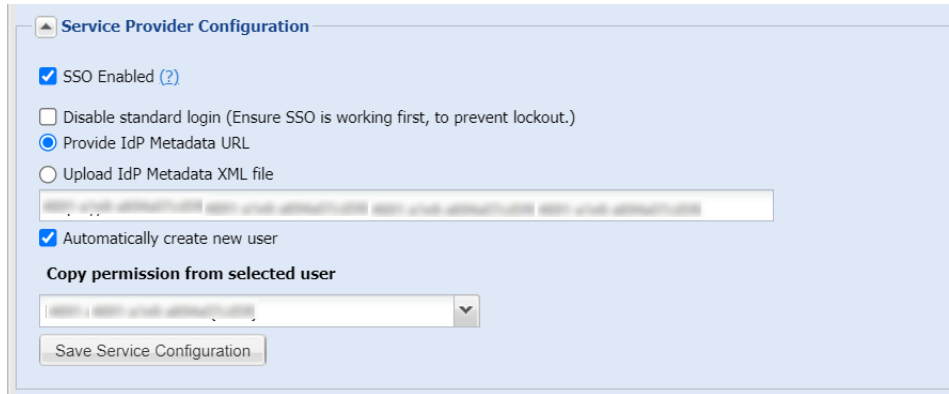 Service Provider Configuration
SSO Enabled (?)
Disable standard login (Ensure SSO is working first, to prevent lockout.)
Provide IdP Metadata URL
Upload IdP Metadata XML file
Automatically create new user
Copy permission from selected user
Save Service Configuration